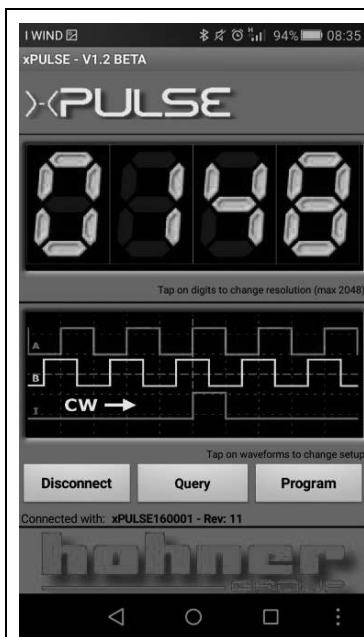 I WIND 94% 08:35
xPULSE - V1.2 BETA
>-<PULSE
0148
Tap on digits to change resolution (max 2048)
A
B
I
CW →
Tap on waveforms to change setup
Disconnect Query Program
Connected with: xPULSE160001 - Rev: 11
hohner
GROUP